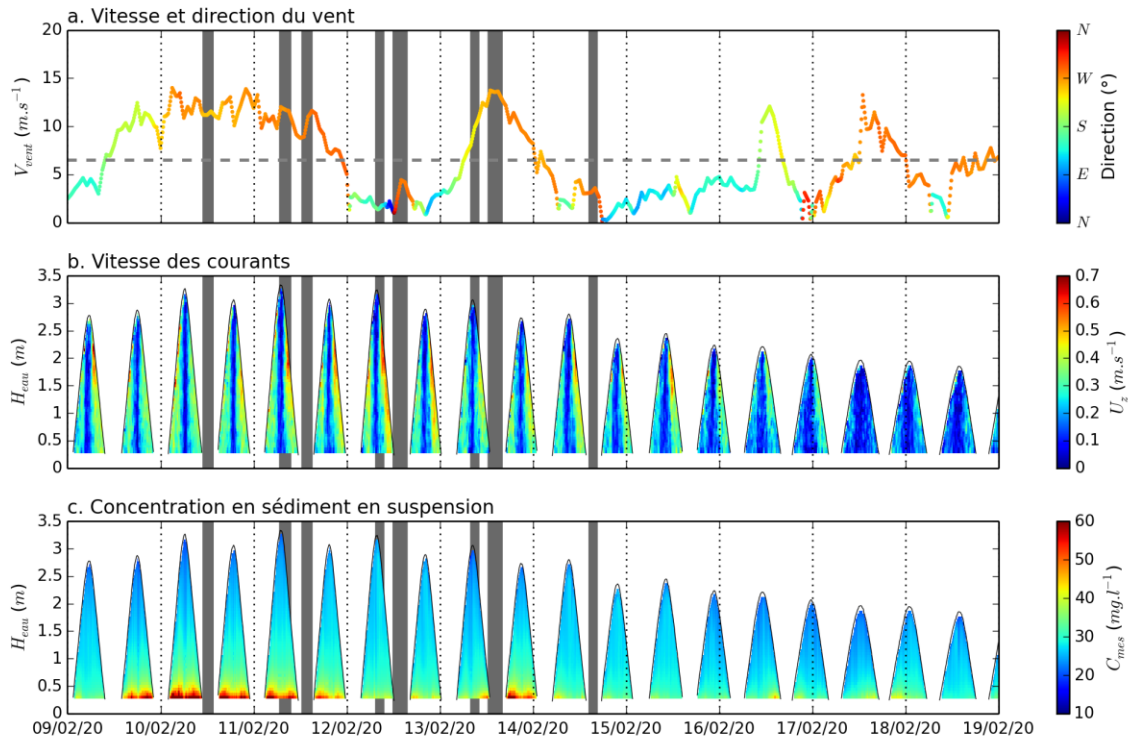 a. Vitesse et direction du vent
20
15
10
5
0
V_vent (m.s⁻¹)
N
W
S
E
N
Direction (°)
b. Vitesse des courants
3.5
3
2.5
2
1.5
1
0.5
0
H_eau (m)
0.7
0.6
0.5
0.4
0.3
0.2
0.1
0
U_z (m.s⁻¹)
c. Concentration en sédiment en suspension
3.5
3
2.5
2
1.5
1
0.5
0
H_eau (m)
60
50
40
30
20
10
C_mes (mg.l⁻¹)
09/02/20 10/02/20 11/02/20 12/02/20 13/02/20 14/02/20 15/02/20 16/02/20 17/02/20 18/02/20 19/02/20